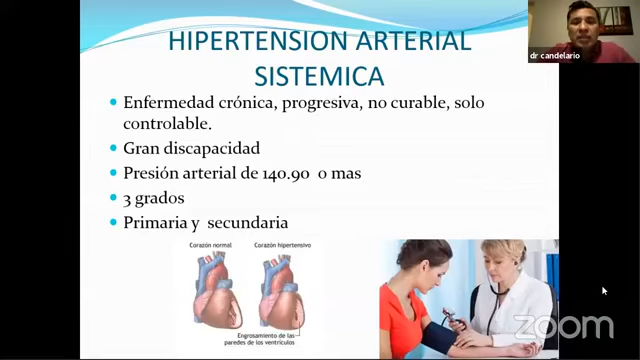 HIPERTENSION ARTERIAL
SISTEMICA
Enfermedad crónica, progresiva, no curable, solo
controlable.
Gran discapacidad
Presión arterial de 140.90 o mas
3 grados
Primaria y secundaria
Corazón normal
Corazón hipertensivo
Engrosamiento de las
paredes de los ventrículos
dr candelario
zoom